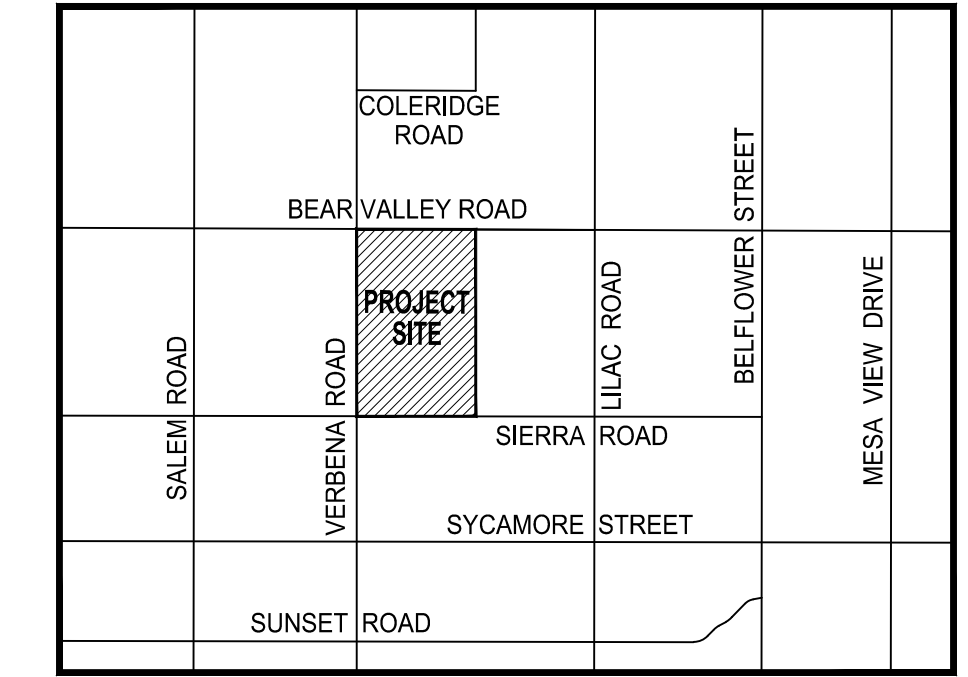 COLERIDGE
ROAD
BEAR VALLEY ROAD
BELFLOWER STREET
PROJECT
SITE
LILAC ROAD
MESA VIEW DRIVE
SALEM ROAD
VERBENA ROAD
SIERRA ROAD
SYCAMORE STREET
SUNSET ROAD